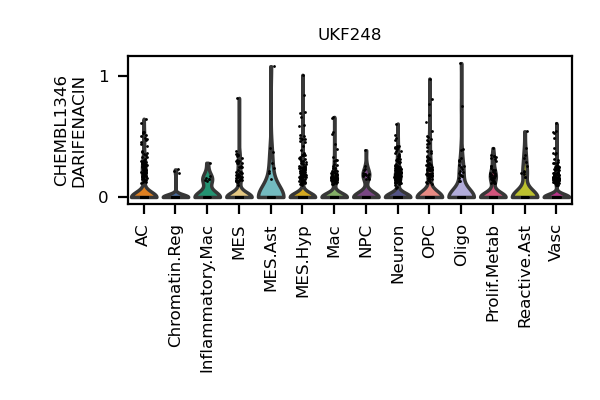 UKF248
CHEMBL1346
DARIFENACIN
1
0
AC
Chromatin.Reg
Inflammatory.Mac
MES
MES.Ast
MES.Hyp
Mac
NPC
Neuron
OPC
Oligo
Prolif.Metab
Reactive.Ast
Vasc